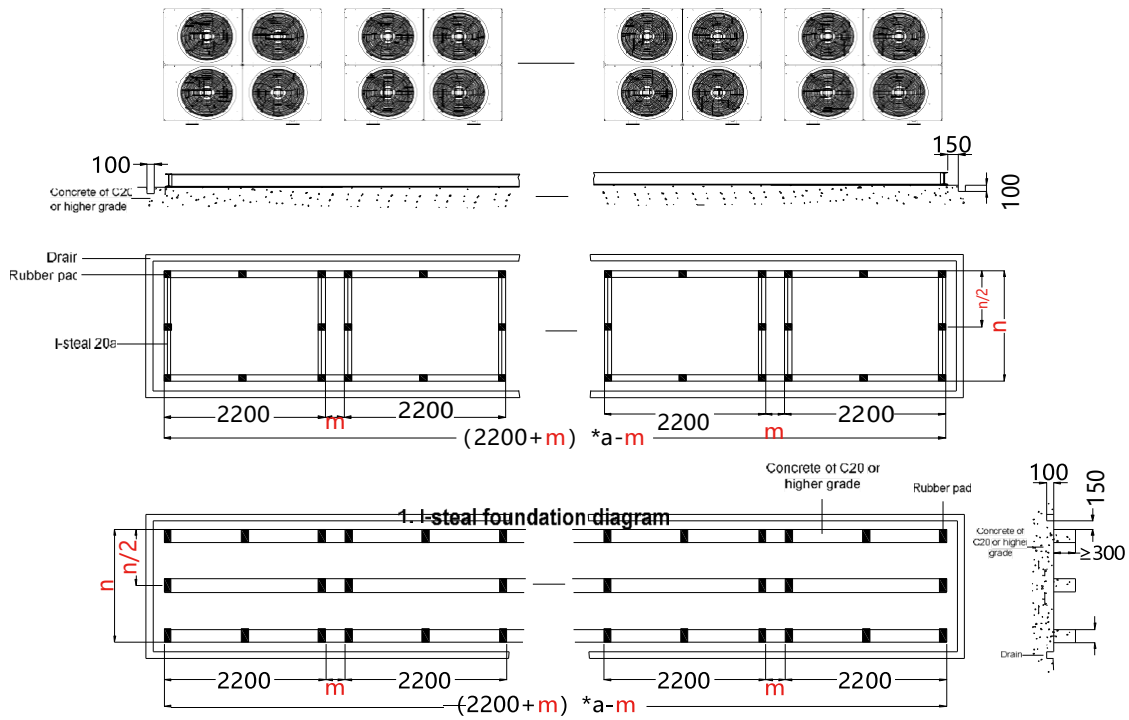 100
150
Concrete of C20
or higher grade
100
Drain
Rubber pad
n/2
n
I-steal 20a
2200
m
2200
2200
m
2200
(2200+m) *a-m
Concrete of C20 or
higher grade
Rubber pad
100
150
1. I-steal foundation diagram
n/2
n
Concrete of
C20 or higher
grade
≥300
Drain
2200
m
2200
2200
m
2200
(2200+m) *a-m